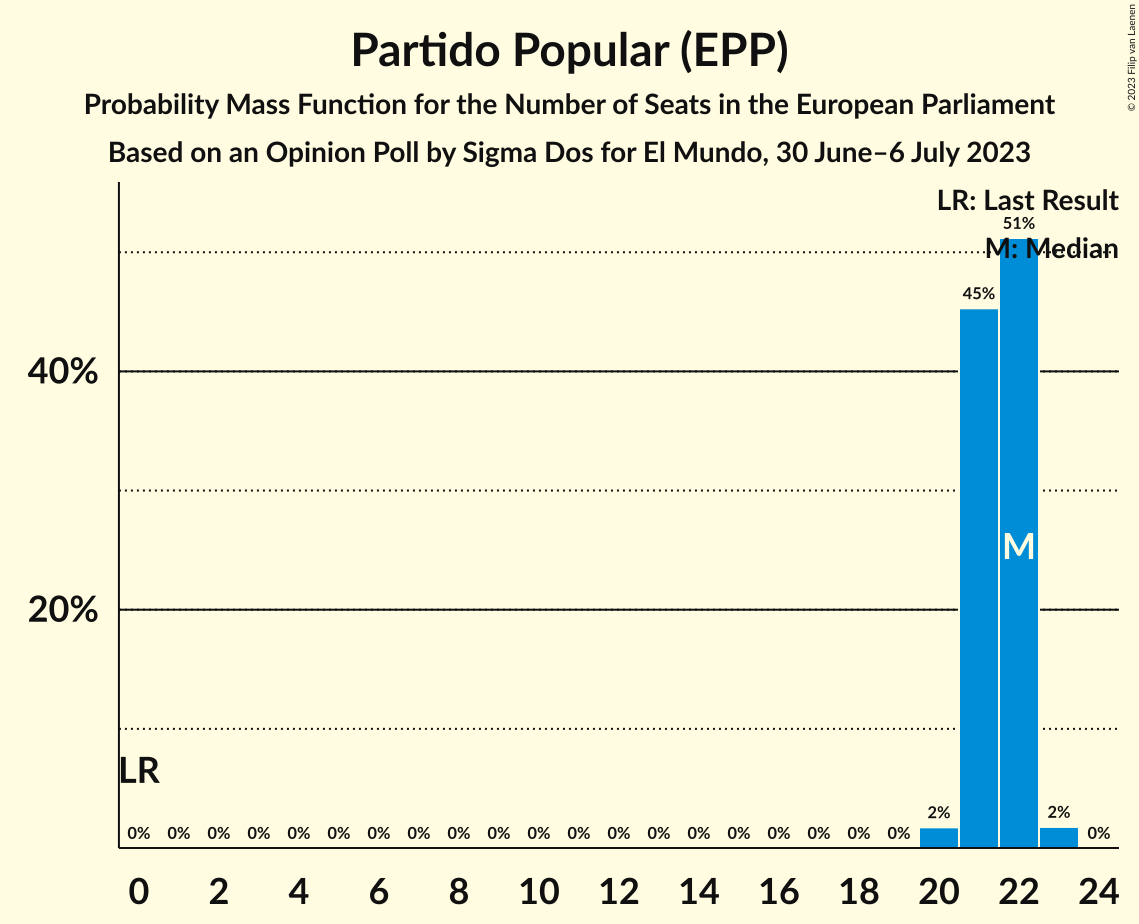 Partido Popular (EPP)
Probability Mass Function for the Number of Seats in the European Parliament
Based on an Opinion Poll by Sigma Dos for El Mundo, 30 June–6 July 2023
© 2023 Filip van Laenen
LR: Last Result
M: Median
51%
45%
40%
20%
M
LR
0% 0% 0% 0% 0% 0% 0% 0% 0% 0% 0% 0% 0% 0% 0% 0% 0% 0% 0% 0% 2% 2% 0%
0 2 4 6 8 10 12 14 16 18 20 22 24